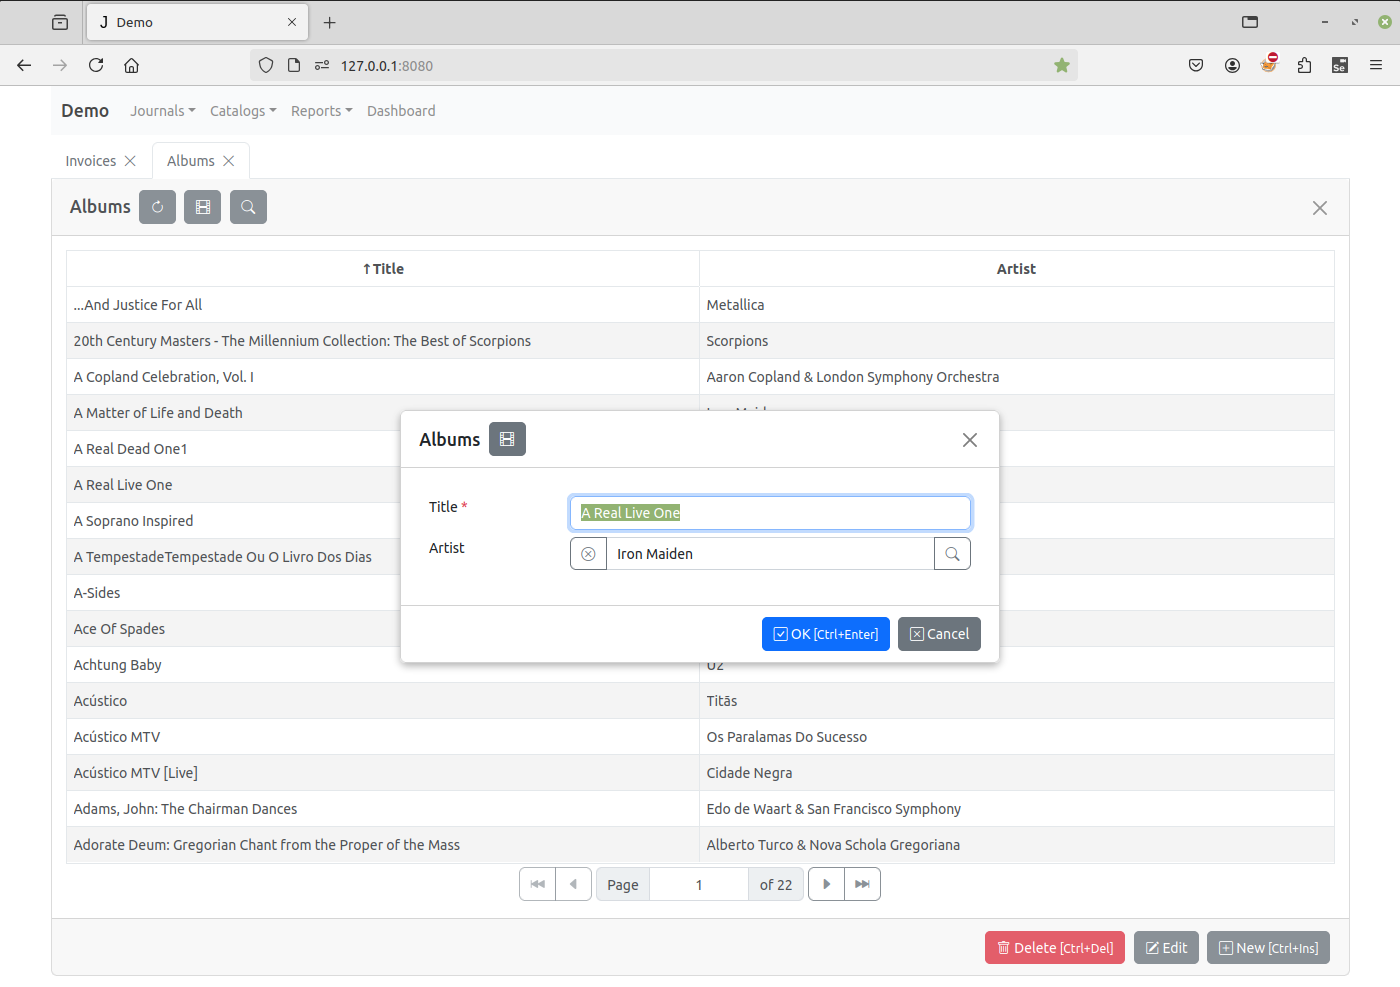 J Demo
127.0.0.1:8080
Se
Demo Journals Catalogs Reports Dashboard
Invoices Albums
Albums
↑Title Artist
...And Justice For All Metallica
20th Century Masters - The Millennium Collection: The Best of Scorpions Scorpions
A Copland Celebration, Vol. I Aaron Copland & London Symphony Orchestra
A Matter of Life and Death
A Real Dead One1
A Real Live One
A Soprano Inspired
A TempestadeTempestade Ou O Livro Dos Dias
A-Sides
Ace Of Spades
Achtung Baby U2
Acústico Titãs
Acústico MTV Os Paralamas Do Sucesso
Acústico MTV [Live] Cidade Negra
Adams, John: The Chairman Dances Edo de Waart & San Francisco Symphony
Adorate Deum: Gregorian Chant from the Proper of the Mass Alberto Turco & Nova Schola Gregoriana
Albums
Title *
A Real Live One
Artist
Iron Maiden
OK [Ctrl+Enter] Cancel
Page 1 of 22
Delete [Ctrl+Del] Edit New [Ctrl+Ins]